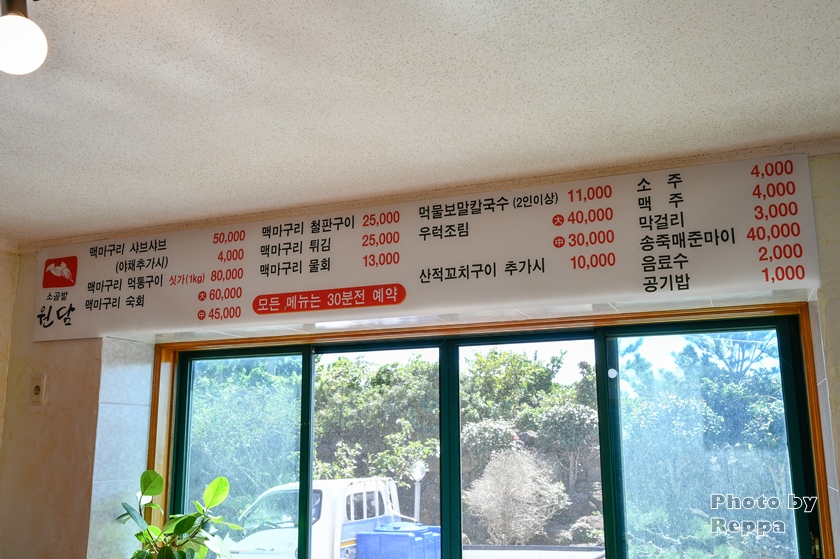 소곰밭
원담
맥마구리 샤브샤브 50,000
(야채추가시) 4,000
맥마구리 먹통구이 싯가(1kg) 80,000
맥마구리 숙회 大 60,000
中 45,000
맥마구리 철판구이 25,000
맥마구리 튀김 25,000
맥마구리 물회 13,000
모든 메뉴는 30분전 예약
먹물보말칼국수 (2인이상) 11,000
우럭조림 大 40,000
中 30,000
산적꼬치구이 추가시 10,000
소 주 4,000
맥 주 4,000
막걸리 3,000
송죽매준마이 40,000
음료수 2,000
공기밥 1,000
Photo by
Reppa